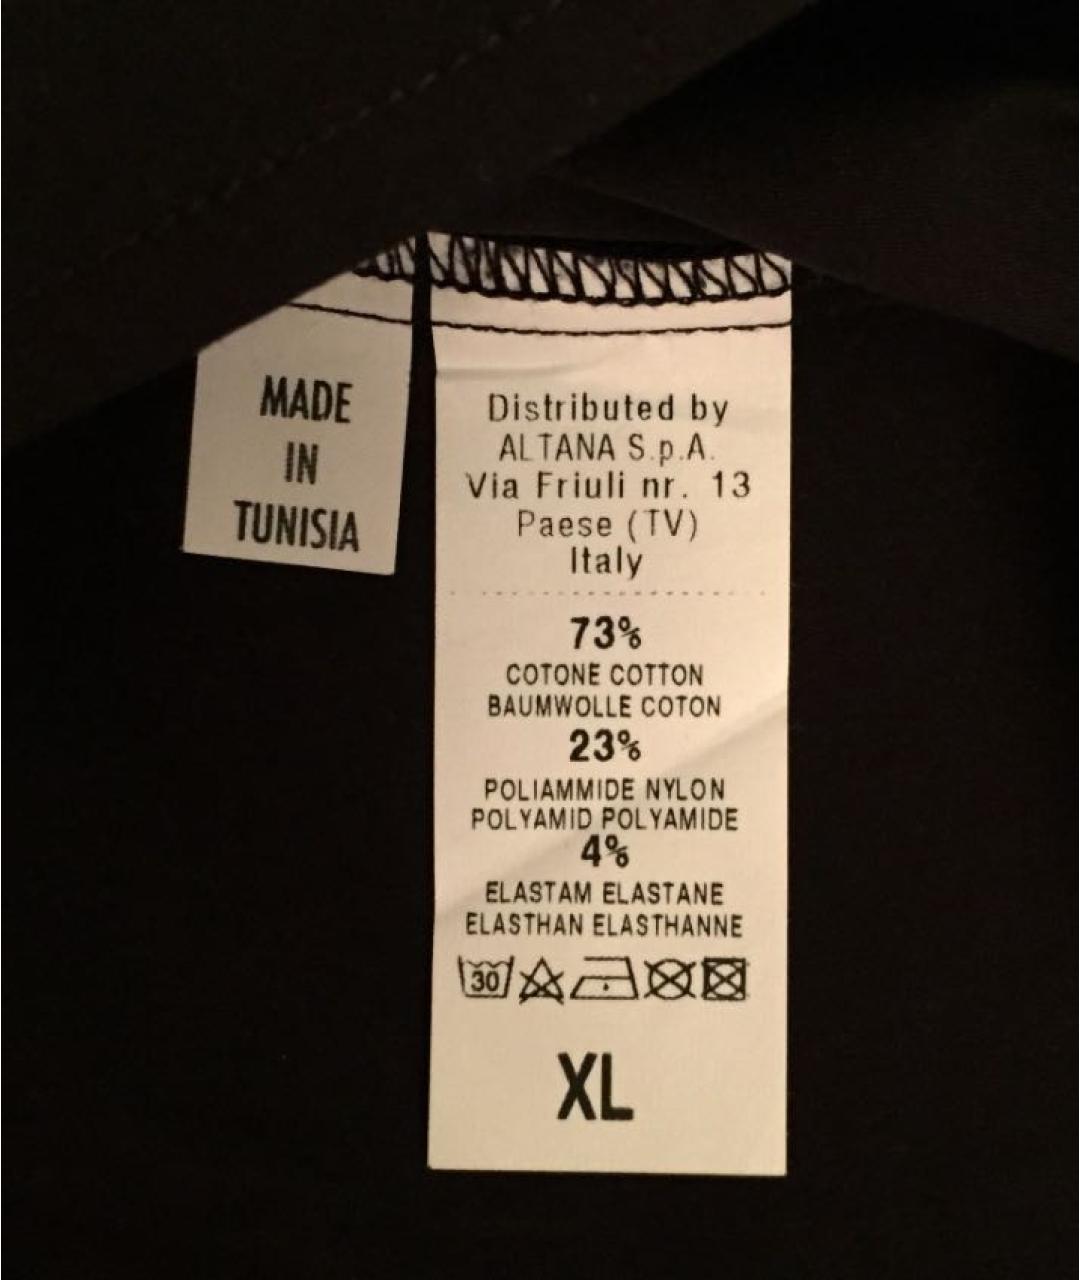 MADE
IN
TUNISIA
Distributed by
ALTANA S.p.A.
Via Friuli nr. 13
Paese (TV)
Italy
73%
COTONE COTTON
BAUMWOLLE COTON
23%
POLIAMMIDE NYLON
POLYAMID POLYAMIDE
4%
ELASTAM ELASTANE
ELASTHAN ELASTHANNE
30
XL